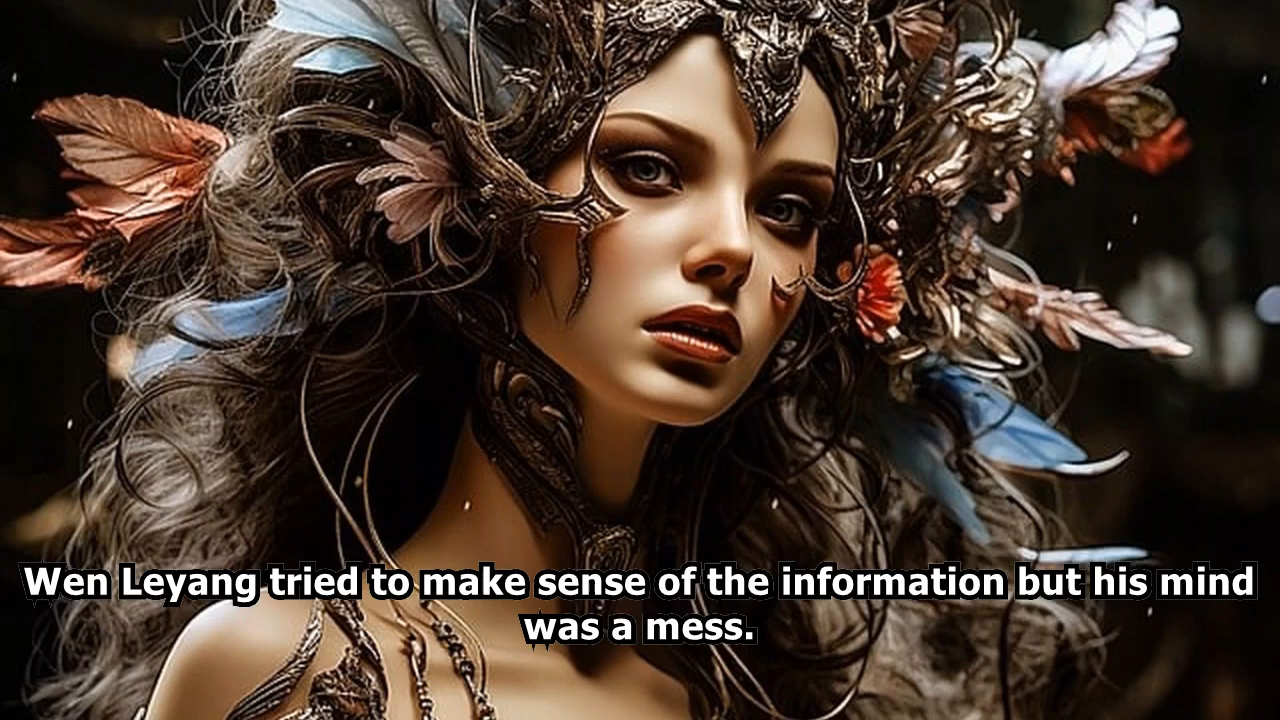 Wen Leyang tried to make sense of the information but his mind
was a mess.